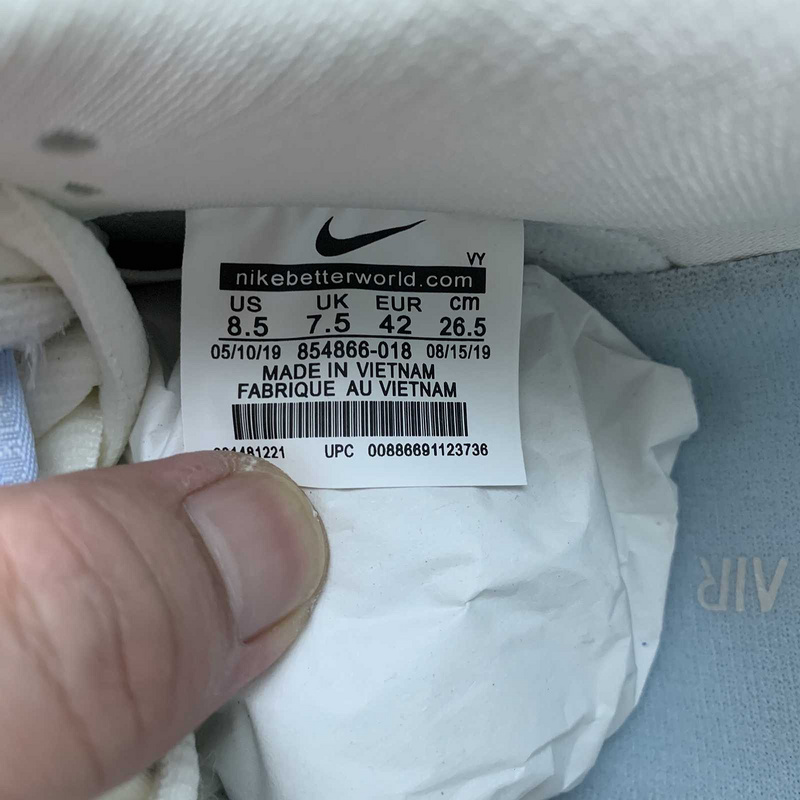 VY
nikebetterworld.com
US UK EUR cm
8.5 7.5 42 26.5
05/10/19 854866-018 08/15/19
MADE IN VIETNAM
FABRIQUE AU VIETNAM
UPC 00886691123736
AIR